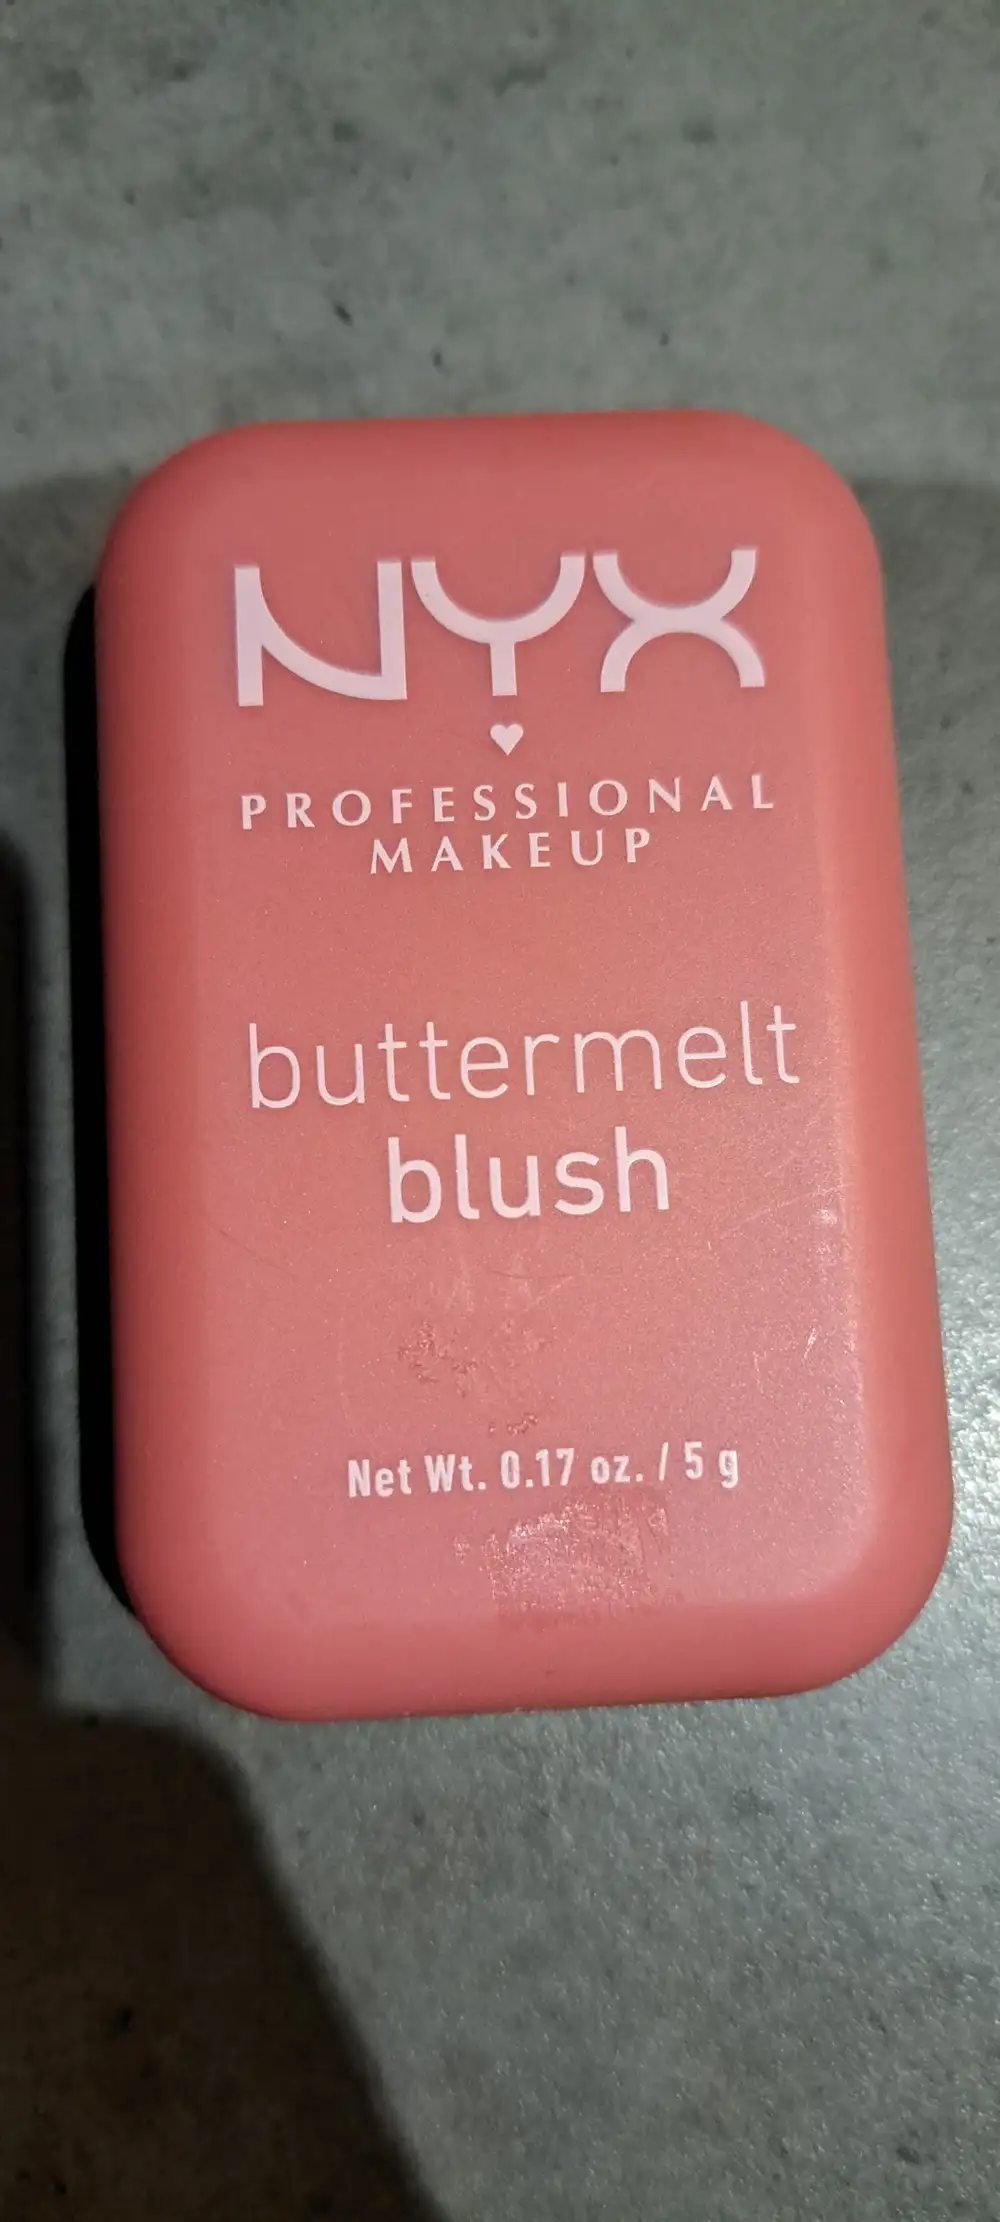 NYX
PROFESSIONAL
MAKEUP
buttermelt
blush
Net Wt. 0.17 oz. / 5 g